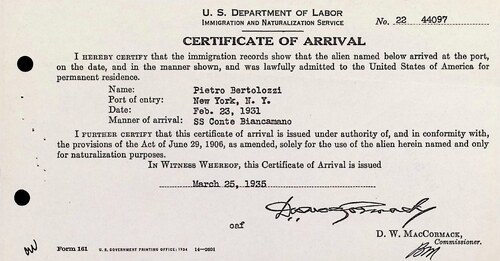 U. S. DEPARTMENT OF LABOR
IMMIGRATION AND NATURALIZATION SERVICE
No. 22 44097
CERTIFICATE OF ARRIVAL
I HEREBY CERTIFY that the immigration records show that the alien named below arrived at the port,
on the date, and in the manner shown, and was lawfully admitted to the United States of America for
permanent residence.
Name: Pietro Bertolozzi
Port of entry: New York, N. Y.
Date: Feb. 23, 1931
Manner of arrival: SS Conte Biancamano
I FURTHER CERTIFY that this certificate of arrival is issued under authority of, and in conformity with,
the provisions of the Act of June 29, 1906, as amended, solely for the use of the alien herein named and only
for naturalization purposes.
IN WITNESS WHEREOF, this Certificate of Arrival is issued
March 25, 1935
oaf
D. W. MACCORMACK,
Commissioner.
Form 161 U. S. GOVERNMENT PRINTING OFFICE: 1934 14—0601